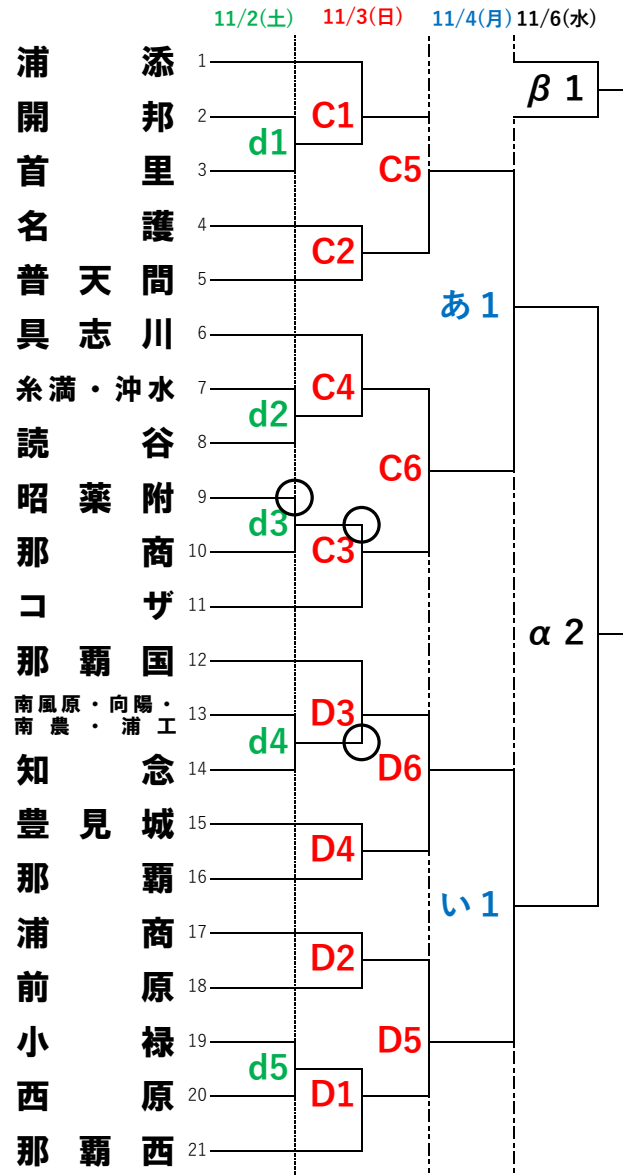 11/2(土) 11/3(日) 11/4(月) 11/6(水)
浦添 1
β 1
開邦 2
C1
d1
首里 3
C5
名護 4
C2
普天間 5
あ 1
具志川 6
糸満・沖水 7
C4
d2
読谷 8
C6
昭薬附 9
d3
那商 10
C3
コザ 11
α 2
那覇国 12
南風原・向陽・
南農・浦工 13
D3
d4
知念 14
D6
豊見城 15
D4
那覇 16
い 1
浦商 17
D2
前原 18
小禄 19
D5
d5
西原 20
D1
那覇西 21